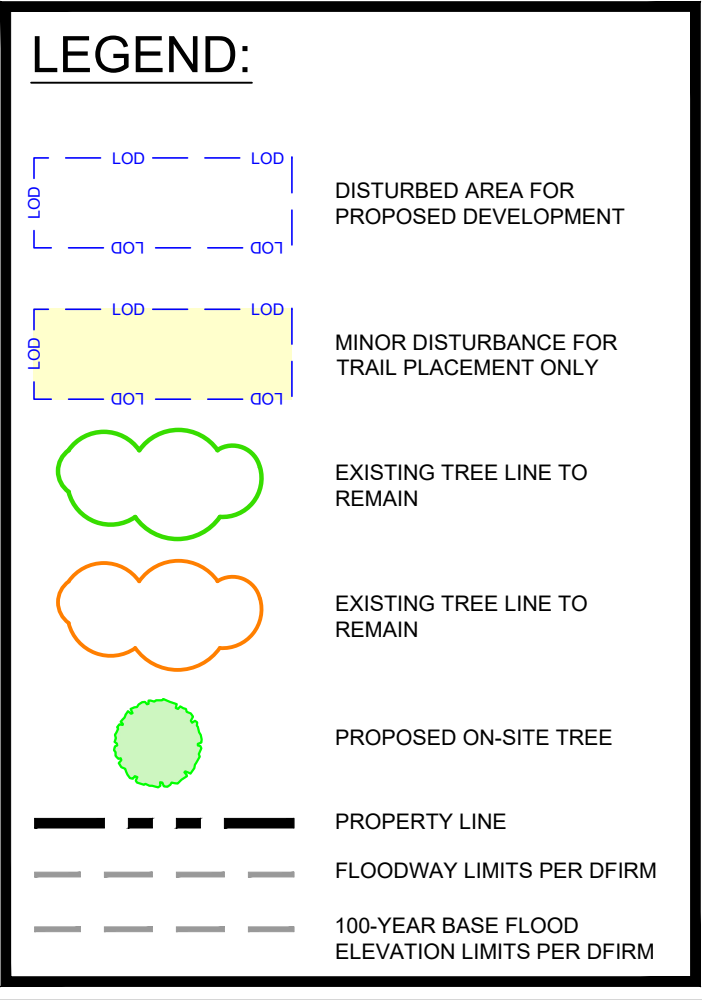 LEGEND:
LOD LOD
LOD
LOD LOD
DISTURBED AREA FOR
PROPOSED DEVELOPMENT
LOD LOD
LOD
LOD LOD
MINOR DISTURBANCE FOR
TRAIL PLACEMENT ONLY
EXISTING TREE LINE TO
REMAIN
EXISTING TREE LINE TO
REMAIN
PROPOSED ON-SITE TREE
PROPERTY LINE
FLOODWAY LIMITS PER DFIRM
100-YEAR BASE FLOOD
ELEVATION LIMITS PER DFIRM